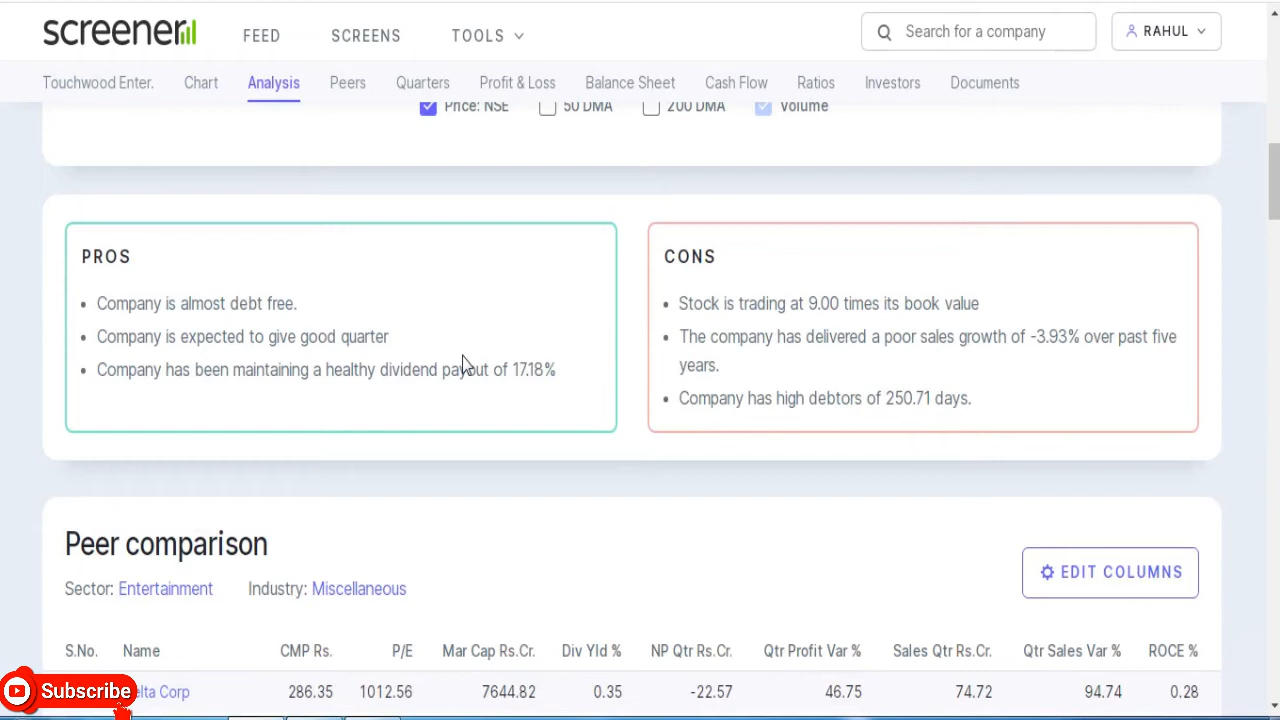 screener
FEED
SCREENS
TOOLS
Search for a company
RAHUL
Touchwood Enter.
Chart
Analysis
Peers
Quarters
Profit & Loss
Balance Sheet
Cash Flow
Ratios
Investors
Documents
Price: NSE
50 DMA
200 DMA
Volume
PROS
Company is almost debt free.
Company is expected to give good quarter
Company has been maintaining a healthy dividend payout of 17.18%
CONS
Stock is trading at 9.00 times its book value
The company has delivered a poor sales growth of -3.93% over past five
years.
Company has high debtors of 250.71 days.
Peer comparison
Sector: Entertainment Industry: Miscellaneous
EDIT COLUMNS
S.No. Name CMP Rs. P/E Mar Cap Rs.Cr. Div Yld % NP Qtr Rs.Cr. Qtr Profit Var % Sales Qtr Rs.Cr. Qtr Sales Var % ROCE %
elta Corp 286.35 1012.56 7644.82 0.35 -22.57 46.75 74.72 94.74 0.28
Subscribe